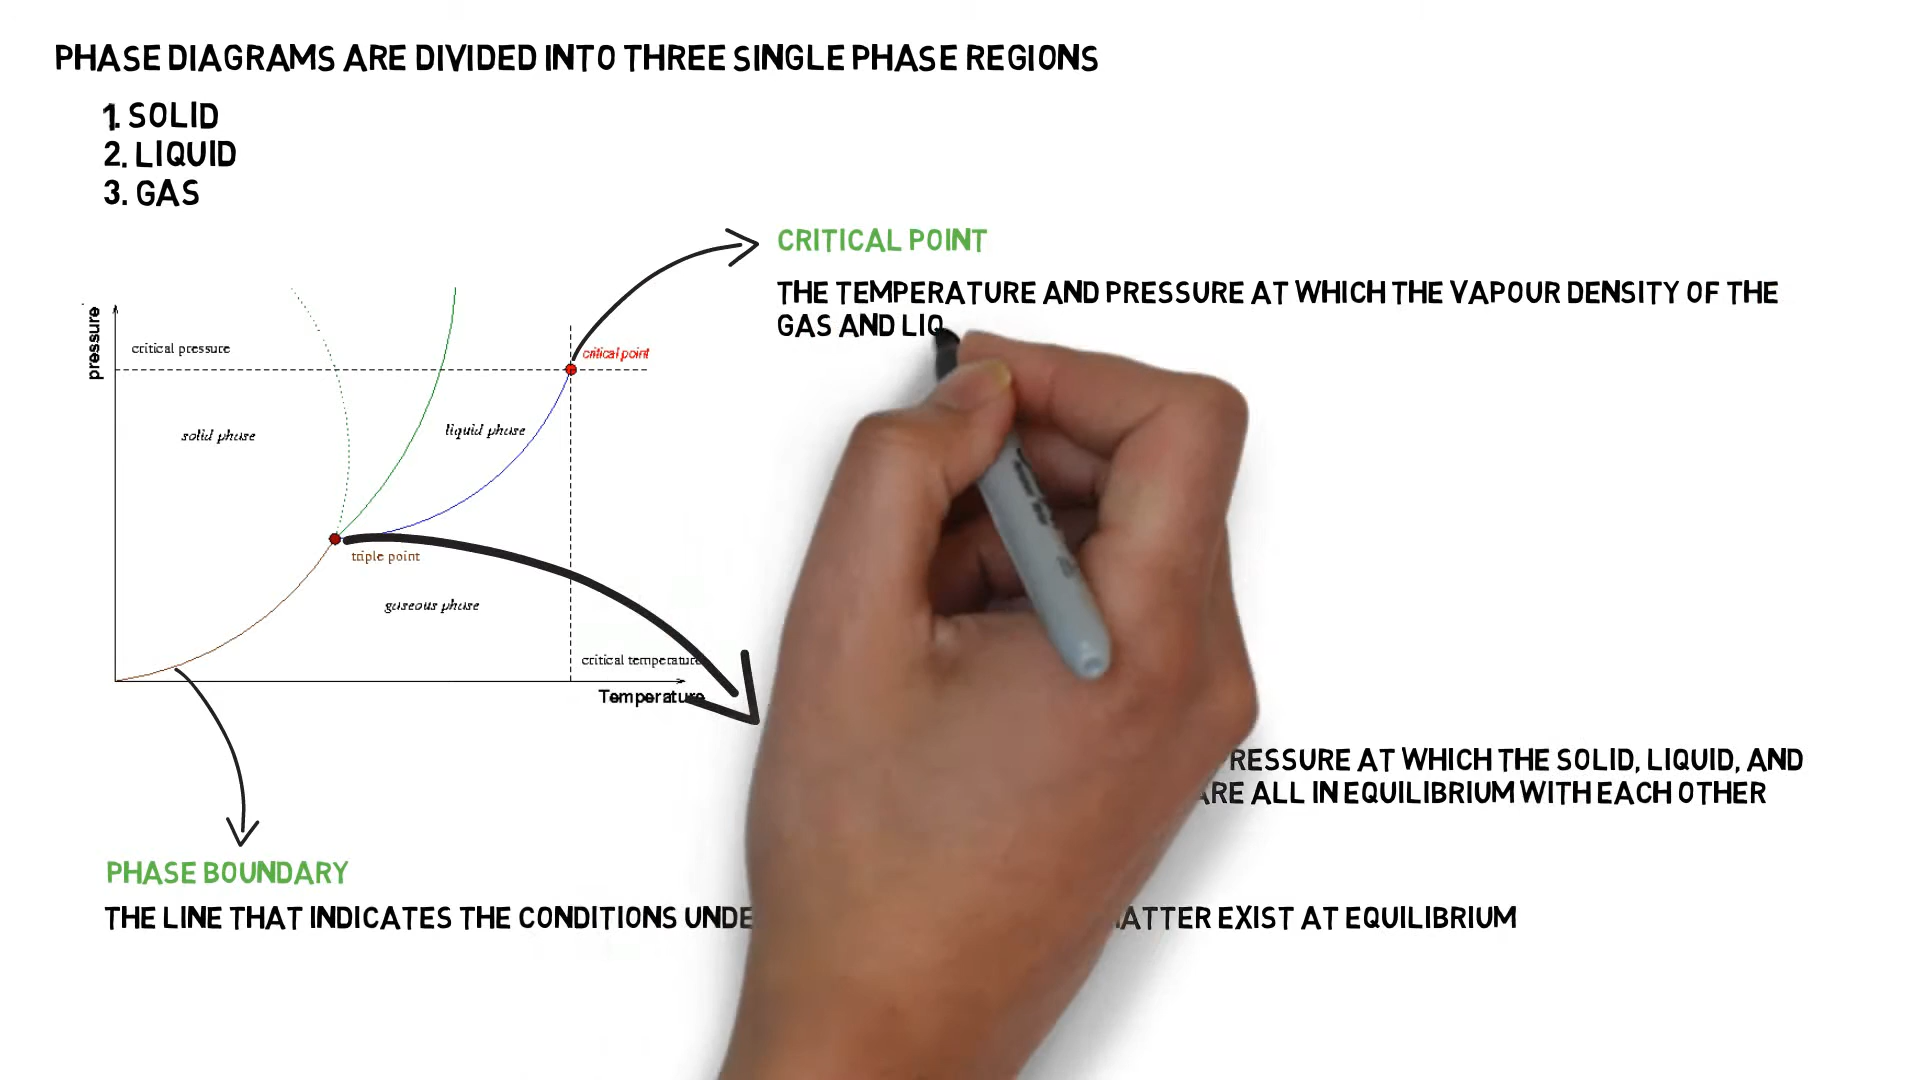 PHASE DIAGRAMS ARE DIVIDED INTO THREE SINGLE PHASE REGIONS
1. SOLID
2. LIQUID
3. GAS
CRITICAL POINT
THE TEMPERATURE AND PRESSURE AT WHICH THE VAPOUR DENSITY OF THE
GAS AND LIQ
pressure
critical pressure
critical point
solid phase
liquid phase
triple point
gaseous phase
critical temperature
Temperature
RESSURE AT WHICH THE SOLID, LIQUID, AND
ARE ALL IN EQUILIBRIUM WITH EACH OTHER
PHASE BOUNDARY
THE LINE THAT INDICATES THE CONDITIONS UNDE ATTER EXIST AT EQUILIBRIUM